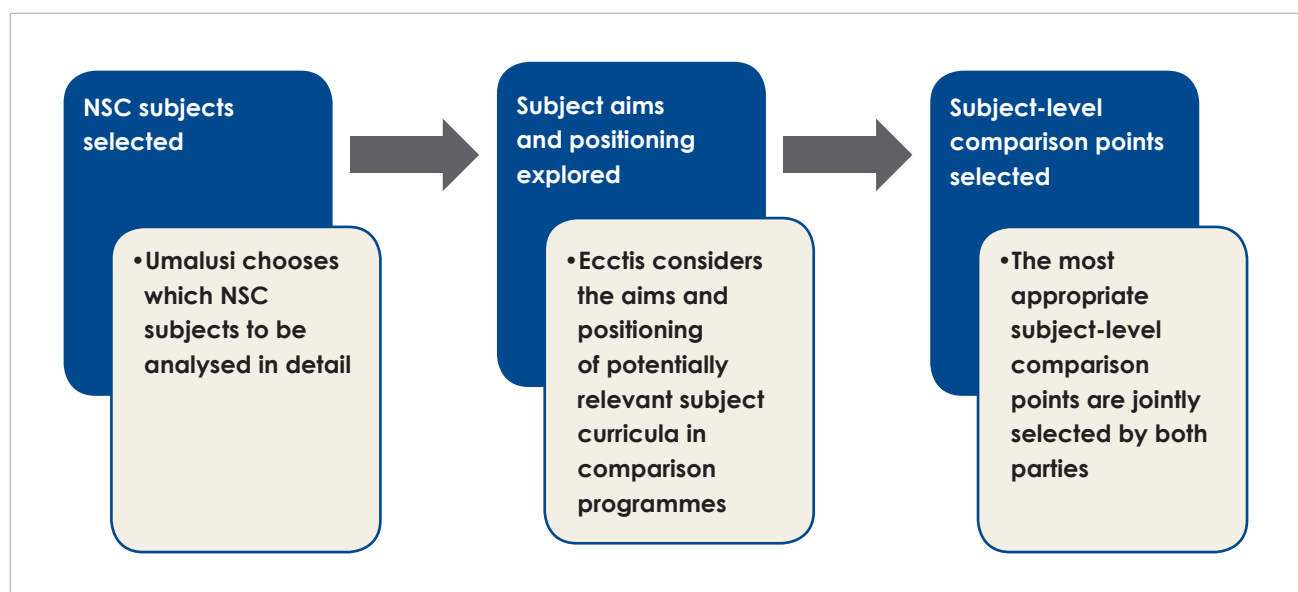 NSC subjects
selected
•Umalusi chooses
which NSC
subjects to be
analysed in detail
Subject aims
and positioning
explored
•Ecctis considers
the aims and
positioning
of potentially
relevant subject
curricula in
comparison
programmes
Subject-level
comparison points
selected
•The most
appropriate
subject-level
comparison
points are jointly
selected by both
parties